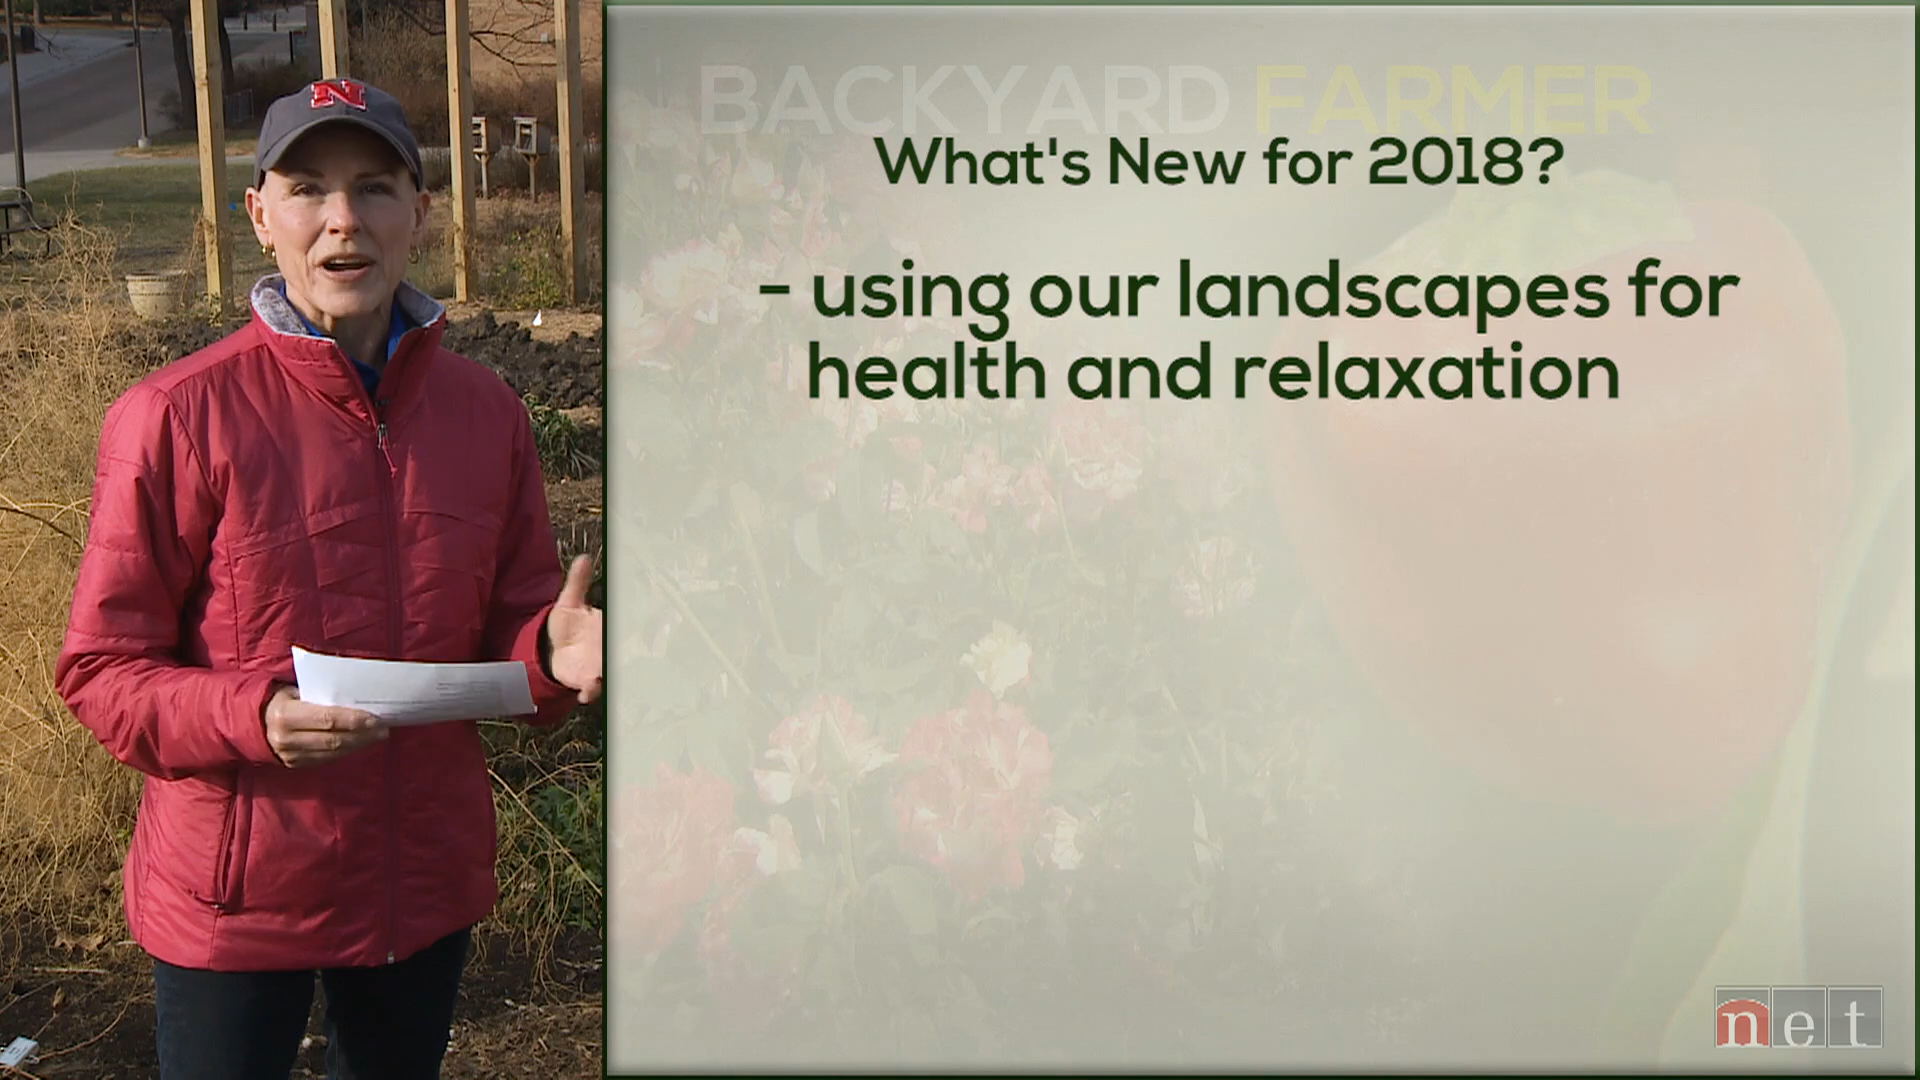 N
BACKYARD FARMER
What's New for 2018?
- using our landscapes for
health and relaxation
net